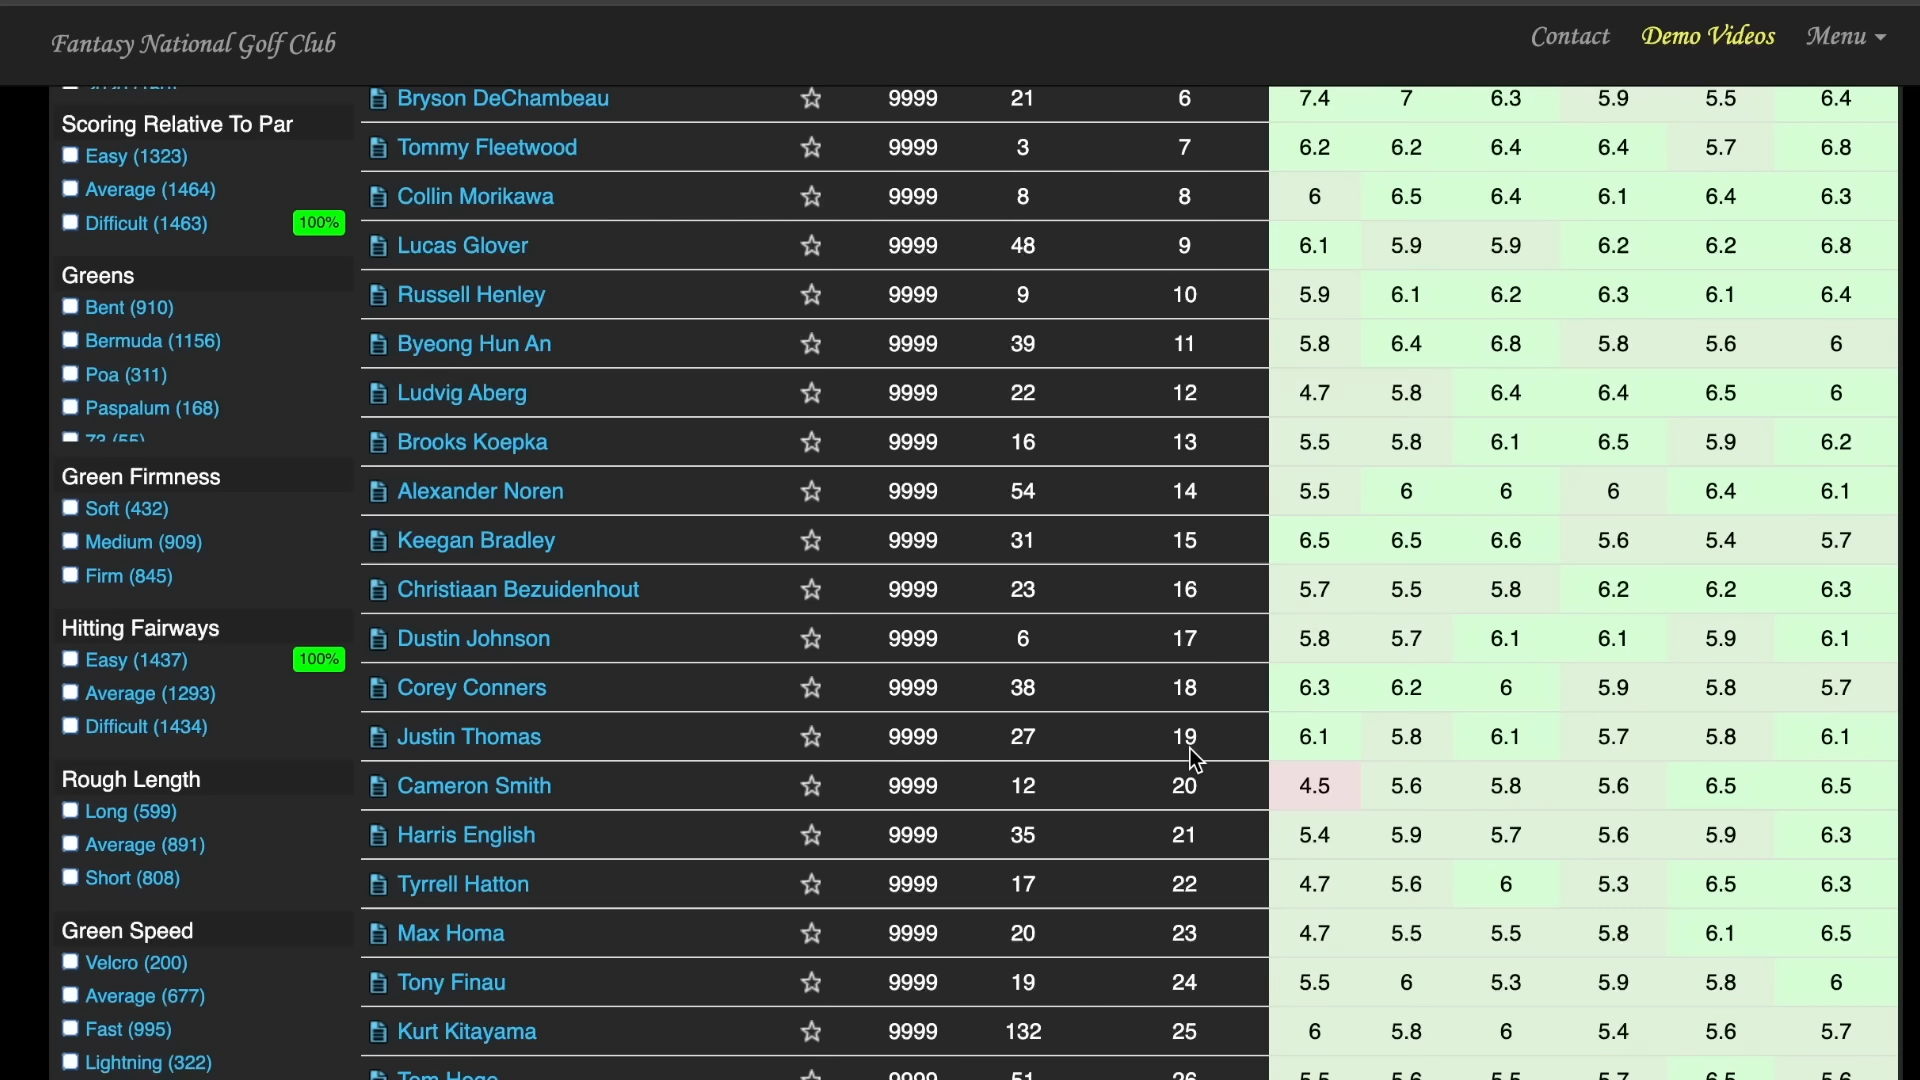 Fantasy National Golf Club
Contact
Demo Videos
Menu
Scoring Relative To Par
Easy (1323)
Average (1464)
Difficult (1463) 100%
Greens
Bent (910)
Bermuda (1156)
Poa (311)
Paspalum (168)
Green Firmness
Soft (432)
Medium (909)
Firm (845)
Hitting Fairways
Easy (1437) 100%
Average (1293)
Difficult (1434)
Rough Length
Long (599)
Average (891)
Short (808)
Green Speed
Velcro (200)
Average (677)
Fast (995)
Lightning (322)
Bryson DeChambeau 9999 21 6 7.4 7 6.3 5.9 5.5 6.4
Tommy Fleetwood 9999 3 7 6.2 6.2 6.4 6.4 5.7 6.8
Collin Morikawa 9999 8 8 6 6.5 6.4 6.1 6.4 6.3
Lucas Glover 9999 48 9 6.1 5.9 5.9 6.2 6.2 6.8
Russell Henley 9999 9 10 5.9 6.1 6.2 6.3 6.1 6.4
Byeong Hun An 9999 39 11 5.8 6.4 6.8 5.8 5.6 6
Ludvig Aberg 9999 22 12 4.7 5.8 6.4 6.4 6.5 6
Brooks Koepka 9999 16 13 5.5 5.8 6.1 6.5 5.9 6.2
Alexander Noren 9999 54 14 5.5 6 6 6 6.4 6.1
Keegan Bradley 9999 31 15 6.5 6.5 6.6 5.6 5.4 5.7
Christiaan Bezuidenhout 9999 23 16 5.7 5.5 5.8 6.2 6.2 6.3
Dustin Johnson 9999 6 17 5.8 5.7 6.1 6.1 5.9 6.1
Corey Conners 9999 38 18 6.3 6.2 6 5.9 5.8 5.7
Justin Thomas 9999 27 19 6.1 5.8 6.1 5.7 5.8 6.1
Cameron Smith 9999 12 20 4.5 5.6 5.8 5.6 6.5 6.5
Harris English 9999 35 21 5.4 5.9 5.7 5.6 5.9 6.3
Tyrrell Hatton 9999 17 22 4.7 5.6 6 5.3 6.5 6.3
Max Homa 9999 20 23 4.7 5.5 5.5 5.8 6.1 6.5
Tony Finau 9999 19 24 5.5 6 5.3 5.9 5.8 6
Kurt Kitayama 9999 132 25 6 5.8 6 5.4 5.6 5.7